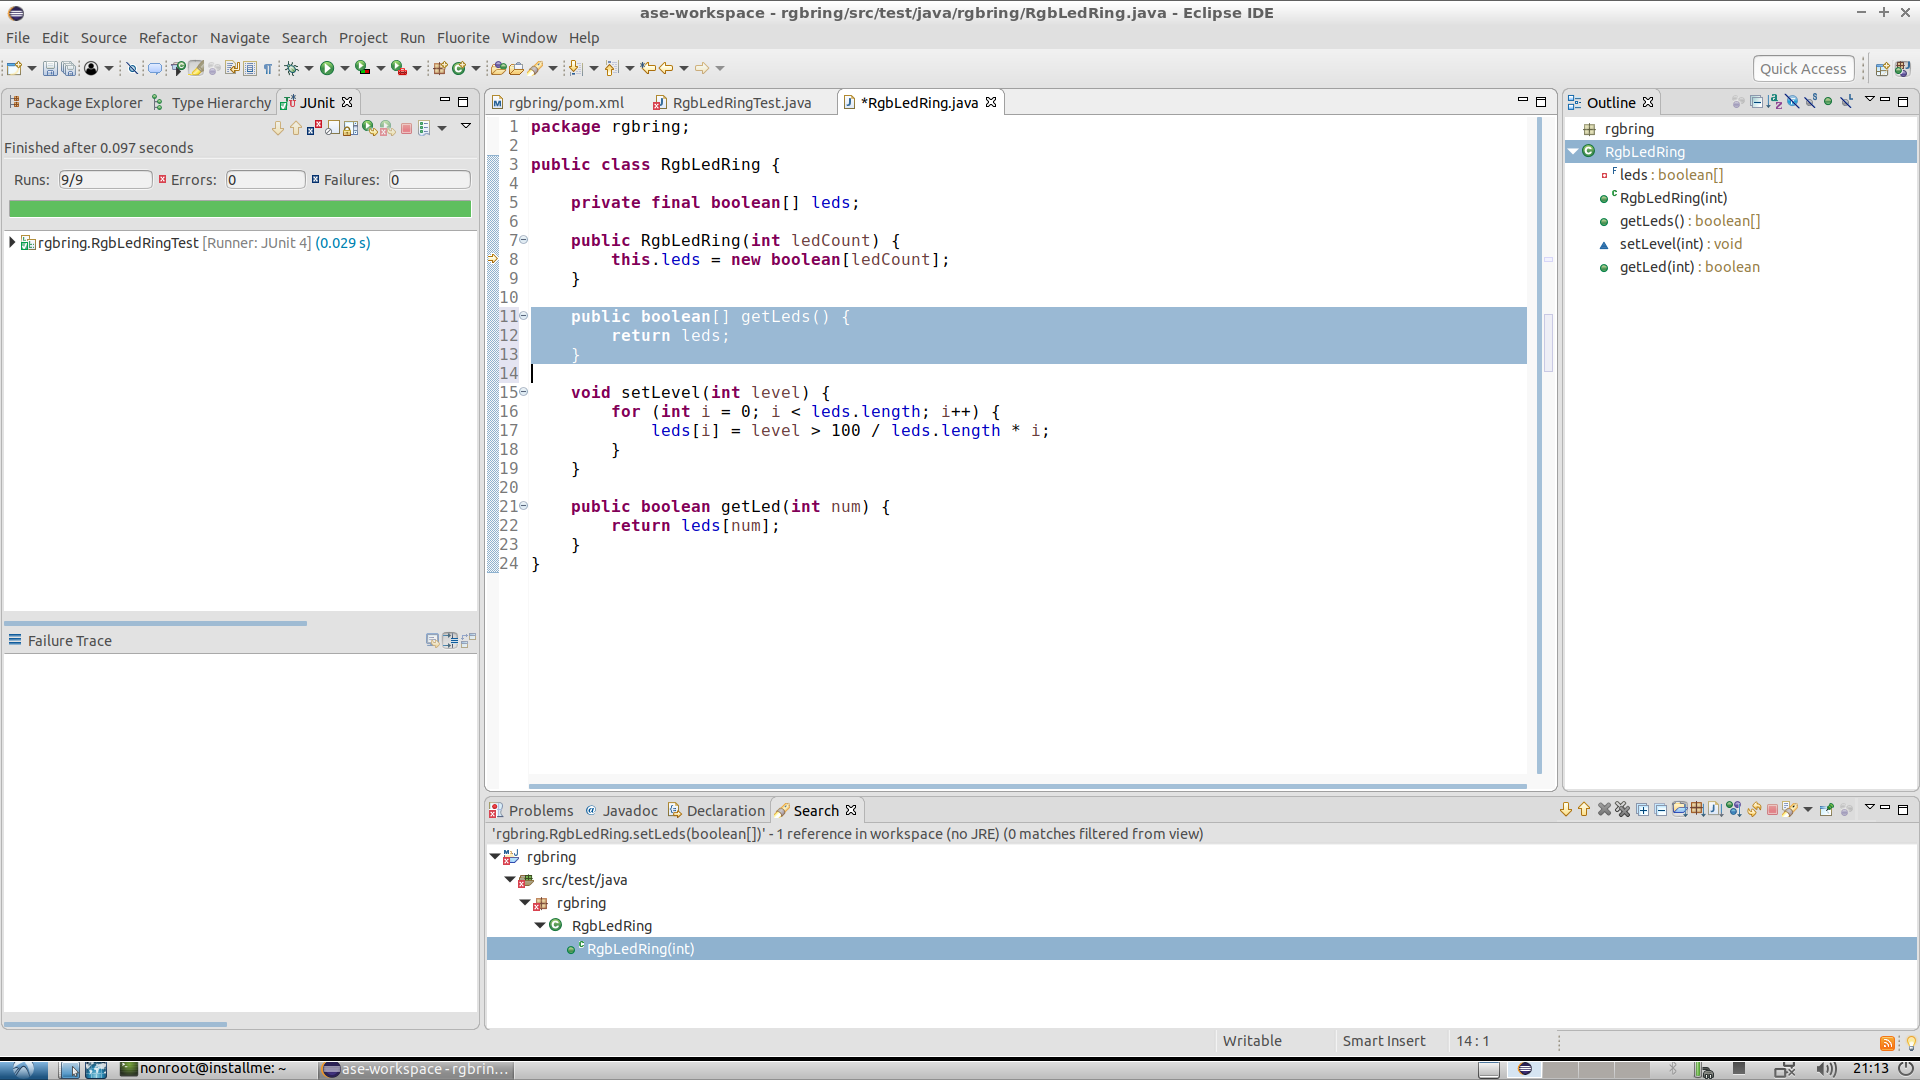 ase-workspace - rgbring/src/test/java/rgbring/RgbLedRing.java - Eclipse IDE
File Edit Source Refactor Navigate Search Project Run Fluorite Window Help
Quick Access
Package Explorer Type Hierarchy JUnit
Finished after 0.097 seconds
Runs: 9/9 Errors: 0 Failures: 0
rgbring.RgbLedRingTest [Runner: JUnit 4] (0.029 s)
Failure Trace
rgbring/pom.xml RgbLedRingTest.java *RgbLedRing.java
1 package rgbring;
2
3 public class RgbLedRing {
4
5 private final boolean[] leds;
6
7 public RgbLedRing(int ledCount) {
8 this.leds = new boolean[ledCount];
9 }
10
11 public boolean[] getLeds() {
12 return leds;
13 }
14
15 void setLevel(int level) {
16 for (int i = 0; i < leds.length; i++) {
17 leds[i] = level > 100 / leds.length * i;
18 }
19 }
20
21 public boolean getLed(int num) {
22 return leds[num];
23 }
24 }
Outline
rgbring
RgbLedRing
leds : boolean[]
RgbLedRing(int)
getLeds() : boolean[]
setLevel(int) : void
getLed(int) : boolean
Problems Javadoc Declaration Search
'rgbring.RgbLedRing.setLeds(boolean[])' - 1 reference in workspace (no JRE) (0 matches filtered from view)
rgbring
src/test/java
rgbring
RgbLedRing
RgbLedRing(int)
Writable Smart Insert 14 : 1
nonroot@installme: ~ ase-workspace - rgbrin... 21:13